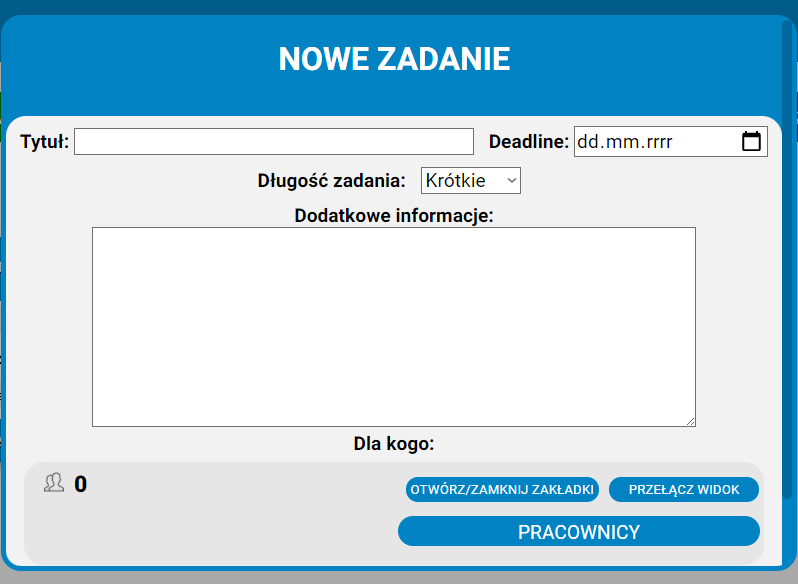 NOWE ZADANIE
Tytuł: Deadline: dd.mm.rrrr
Długość zadania: Krótkie
Dodatkowe informacje:
Dla kogo:
0 OTWÓRZ/ZAMKNIJ ZAKŁADKI PRZEŁĄCZ WIDOK
PRACOWNICY